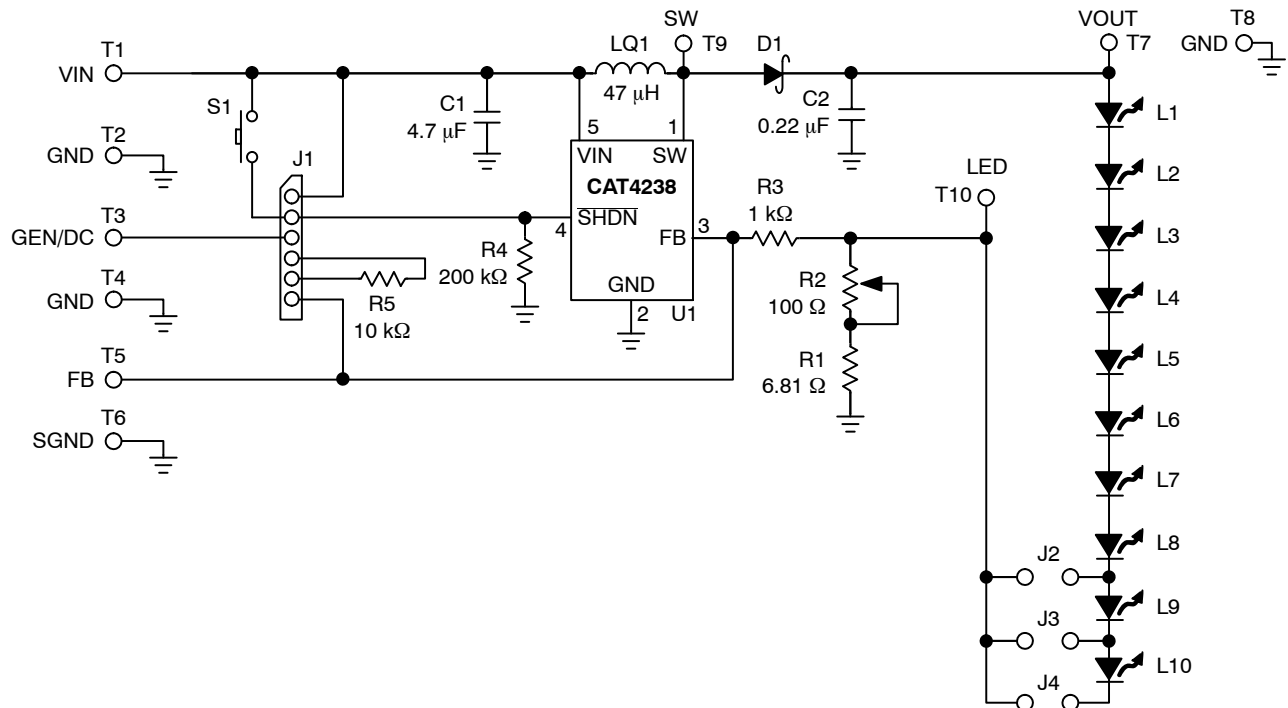 SW
VOUT
T8
T1
LQ1
T9
D1
T7
GND
VIN
47 μH
S1
C1
4.7 μF
C2
0.22 μF
L1
5
1
T2
GND
J1
VIN
SW
CAT4238
LED
L2
T10
R3
1 kΩ
T3
GEN/DC
SHDN
4
FB
3
L3
R4
200 kΩ
R2
100 Ω
T4
GND
GND
R5
10 kΩ
2
U1
L4
T5
FB
R1
6.81 Ω
L5
T6
SGND
L6
L7
L8
J2
L9
J3
L10
J4